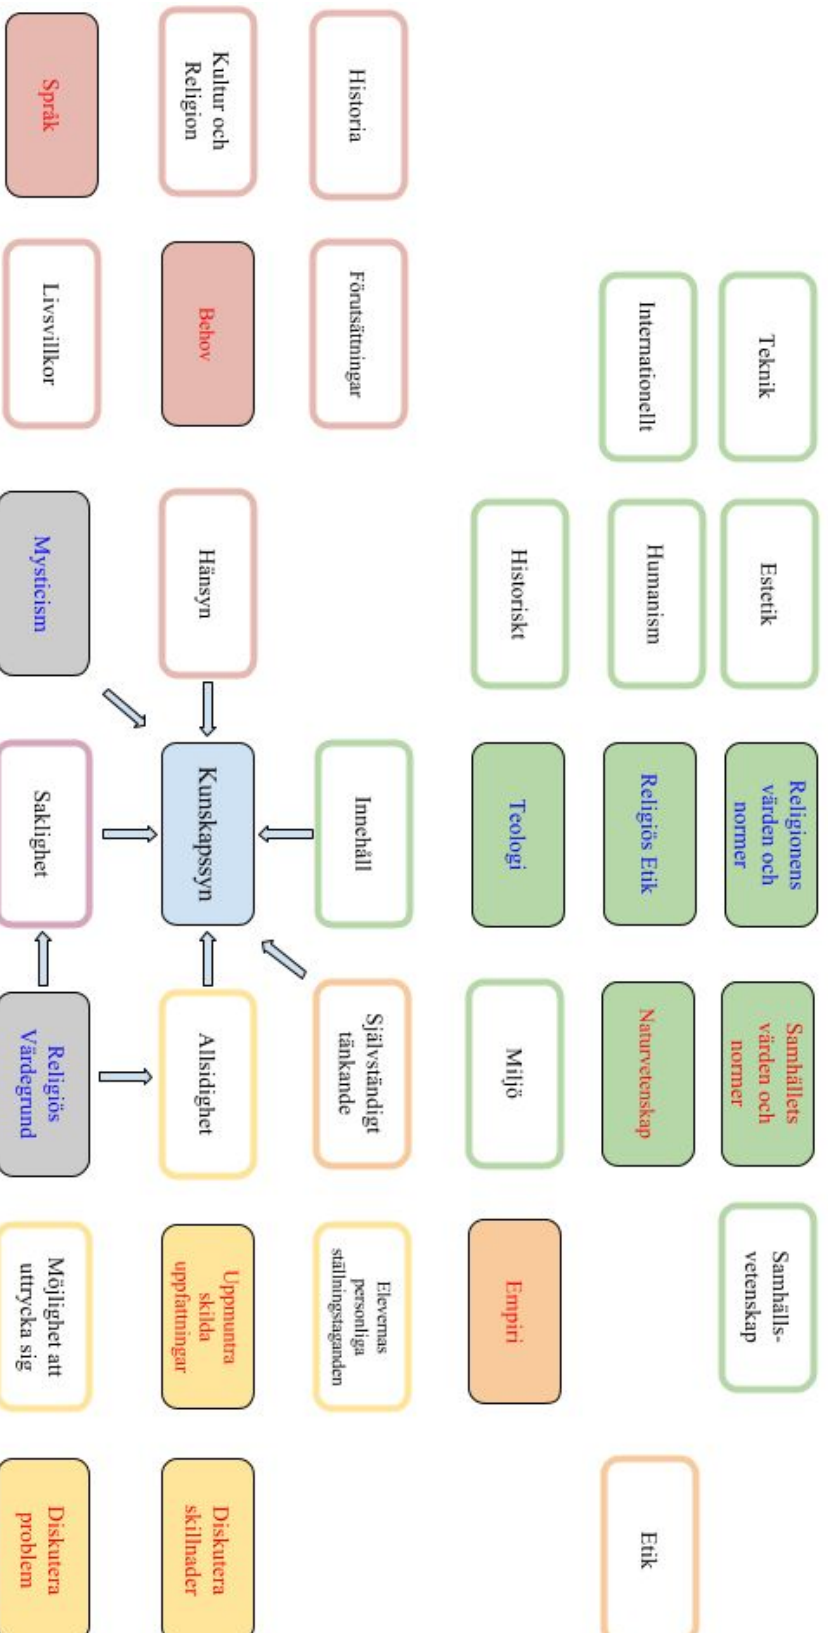 Teknik
Estetik
Religionens
värden och
normer
Samhällets
värden och
normer
Samhälls-
vetenskap
Internationellt
Humanism
Religiös Etik
Naturvetenskap
Etik
Historiskt
Teologi
Miljö
Empiri
Historia
Förutsättningar
Innehåll
Självständigt
tänkande
Elevernas
personliga
ställningstaganden
Kultur och
Religion
Behov
Hänsyn
Kunskapssyn
Allsidighet
Uppmuntra
skilda
uppfattningar
Diskutera
skillnader
Språk
Livsvillkor
Mysticism
Saklighet
Religiös
Värdegrund
Möjlighet att
uttrycka sig
Diskutera
problem